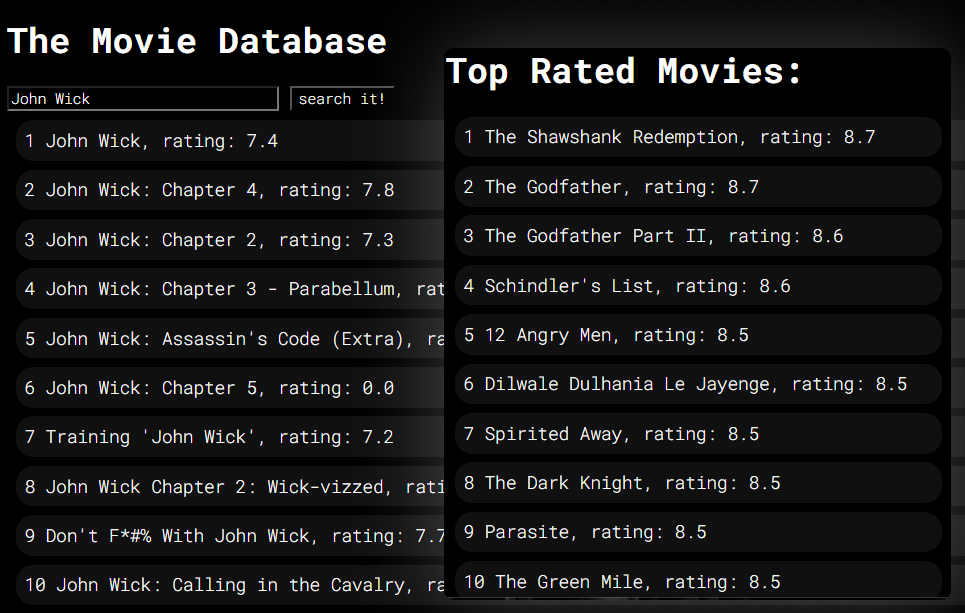 The Movie Database
John Wick
search it!
1 John Wick, rating: 7.4
2 John Wick: Chapter 4, rating: 7.8
3 John Wick: Chapter 2, rating: 7.3
4 John Wick: Chapter 3 - Parabellum, rat
5 John Wick: Assassin's Code (Extra), ra
6 John Wick: Chapter 5, rating: 0.0
7 Training 'John Wick', rating: 7.2
8 John Wick Chapter 2: Wick-vizzed, rati
9 Don't F*#% With John Wick, rating: 7.7
10 John Wick: Calling in the Cavalry, ra
Top Rated Movies:
1 The Shawshank Redemption, rating: 8.7
2 The Godfather, rating: 8.7
3 The Godfather Part II, rating: 8.6
4 Schindler's List, rating: 8.6
5 12 Angry Men, rating: 8.5
6 Dilwale Dulhania Le Jayenge, rating: 8.5
7 Spirited Away, rating: 8.5
8 The Dark Knight, rating: 8.5
9 Parasite, rating: 8.5
10 The Green Mile, rating: 8.5